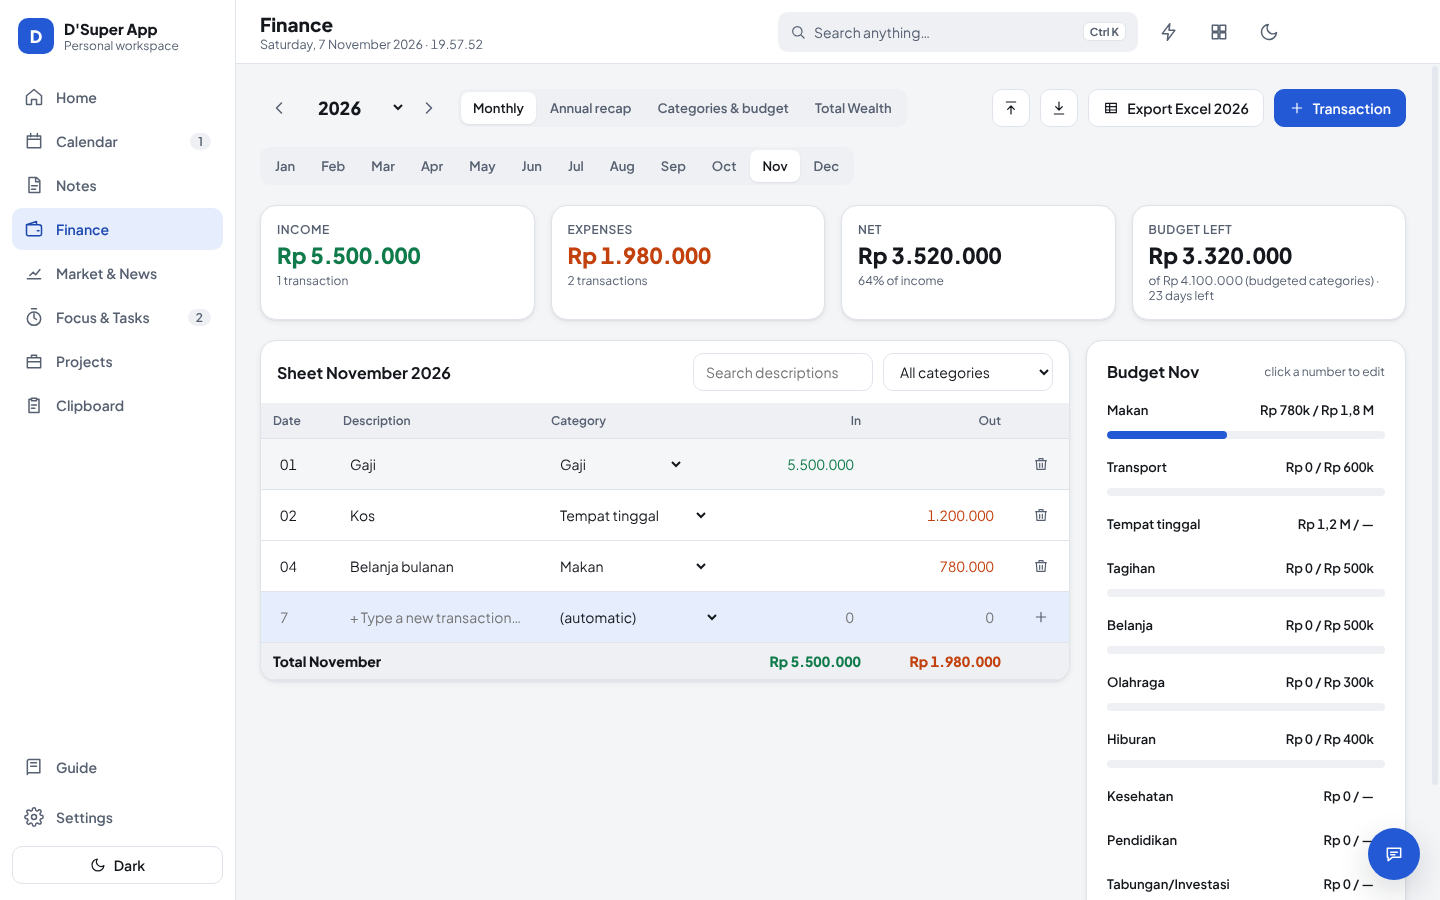 D
D'Super App
Personal workspace
Home
Calendar 1
Notes
Finance
Market & News
Focus & Tasks 2
Projects
Clipboard
Guide
Settings
Dark
Finance
Saturday, 7 November 2026 · 19.57.52
Search anything... Ctrl K
2026
Monthly Annual recap Categories & budget Total Wealth
Export Excel 2026
Transaction
Jan Feb Mar Apr May Jun Jul Aug Sep Oct Nov Dec
INCOME
Rp 5.500.000
1 transaction
EXPENSES
Rp 1.980.000
2 transactions
NET
Rp 3.520.000
64% of income
BUDGET LEFT
Rp 3.320.000
of Rp 4.100.000 (budgeted categories) ·
23 days left
Sheet November 2026
Search descriptions
All categories
Date Description Category In Out
01 Gaji Gaji 5.500.000
02 Kos Tempat tinggal 1.200.000
04 Belanja bulanan Makan 780.000
7 + Type a new transaction... (automatic) 0 0
Total November Rp 5.500.000 Rp 1.980.000
Budget Nov click a number to edit
Makan Rp 780k / Rp 1,8 M
Transport Rp 0 / Rp 600k
Tempat tinggal Rp 1,2 M / —
Tagihan Rp 0 / Rp 500k
Belanja Rp 0 / Rp 500k
Olahraga Rp 0 / Rp 300k
Hiburan Rp 0 / Rp 400k
Kesehatan Rp 0 / —
Pendidikan Rp 0 / —
Tabungan/Investasi Rp 0 / —